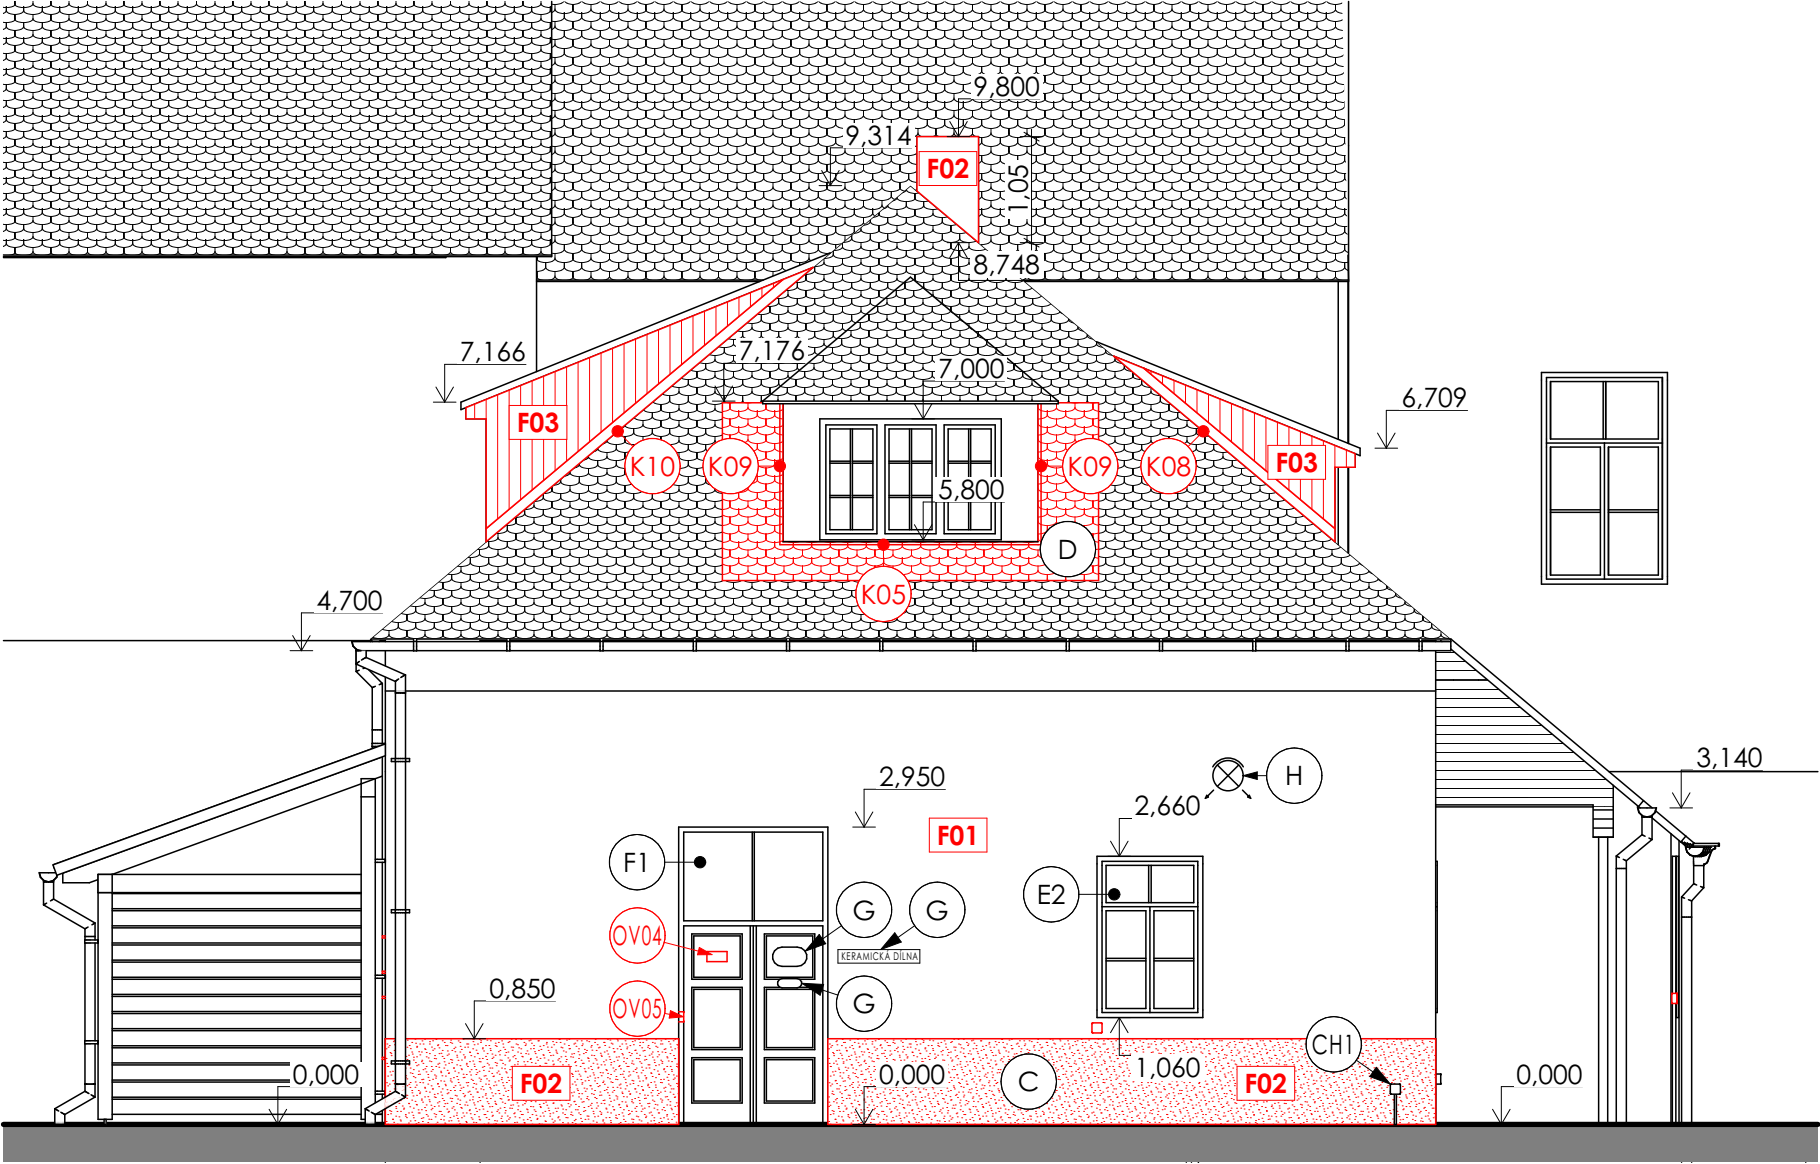 9,800
9,314
F02
1,05
8,748
7,166
7,176
7,000
6,709
F03
F03
K10
K09
K09
K08
5,800
D
K05
4,700
3,140
2,950
H
2,660
F01
F1
E2
G
G
OV04
KERAMICKÁ DÍLNA
0,850
OV05
G
CH1
0,000
F02
0,000
C
1,060
F02
0,000